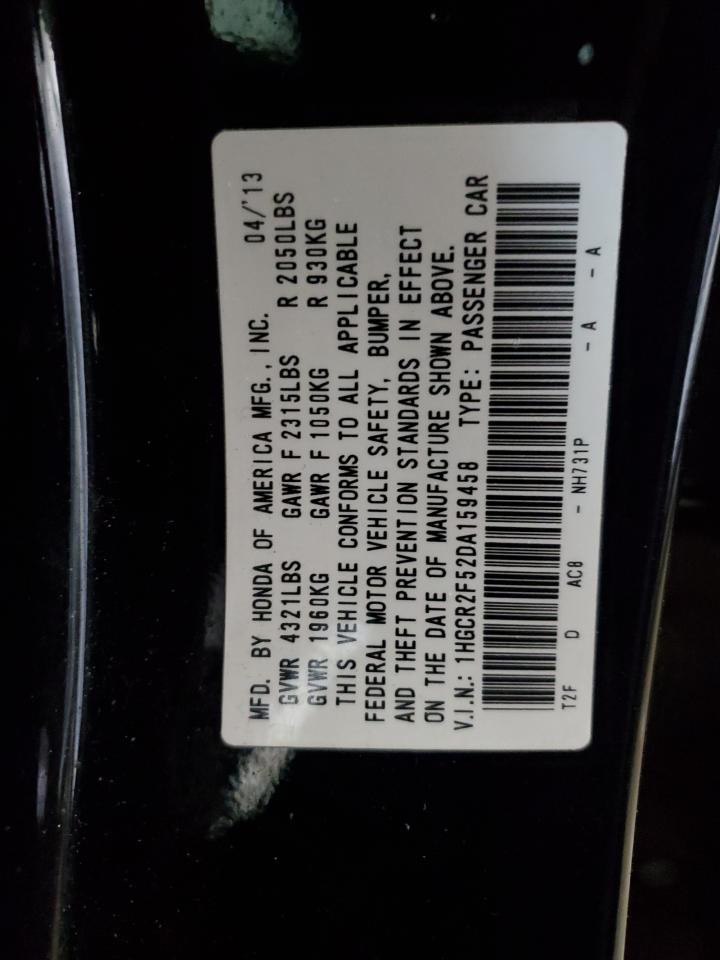 MFD. BY HONDA OF AMERICA MFG., INC. 04/'13
GVWR 4321LBS GAWR F 2315LBS R 2050LBS
GVWR 1960KG GAWR F 1050KG R 930KG
THIS VEHICLE CONFORMS TO ALL APPLICABLE
FEDERAL MOTOR VEHICLE SAFETY, BUMPER,
AND THEFT PREVENTION STANDARDS IN EFFECT
ON THE DATE OF MANUFACTURE SHOWN ABOVE.
V.I.N.: 1HGCR2F52DA159458 TYPE: PASSENGER CAR
T2F D AC8 - NH731P - A - A